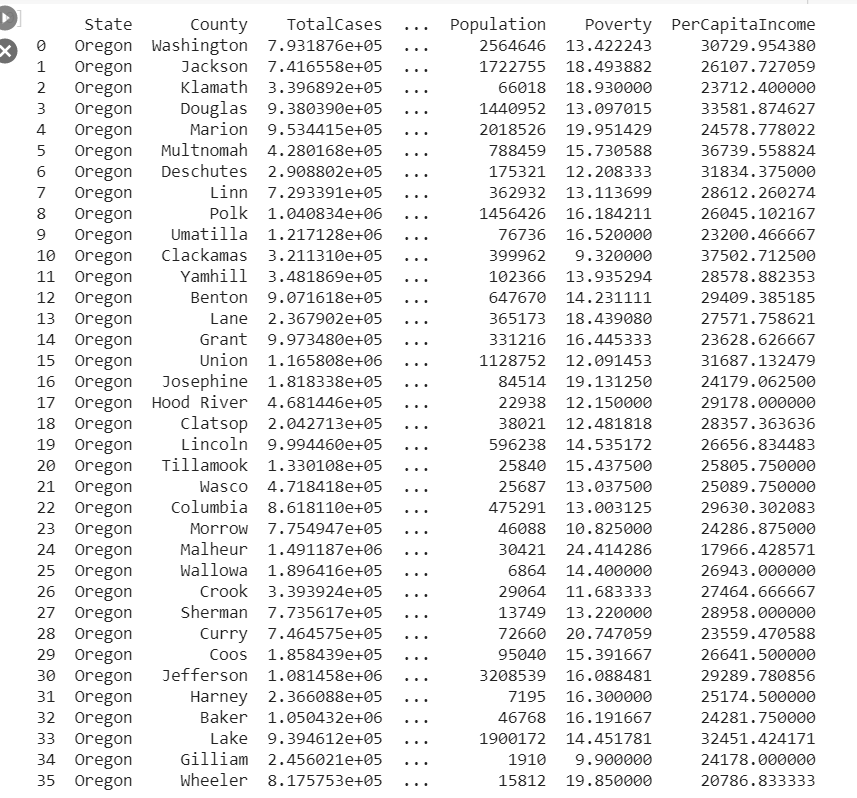 State County TotalCases ... Population Poverty PerCapitaIncome
0 Oregon Washington 7.931876e+05 ... 2564646 13.422243 30729.954380
1 Oregon Jackson 7.416558e+05 ... 1722755 18.493882 26107.727059
2 Oregon Klamath 3.396892e+05 ... 66018 18.930000 23712.400000
3 Oregon Douglas 9.380390e+05 ... 1440952 13.097015 33581.874627
4 Oregon Marion 9.534415e+05 ... 2018526 19.951429 24578.778022
5 Oregon Multnomah 4.280168e+05 ... 788459 15.730588 36739.558824
6 Oregon Deschutes 2.908802e+05 ... 175321 12.208333 31834.375000
7 Oregon Linn 7.293391e+05 ... 362932 13.113699 28612.260274
8 Oregon Polk 1.040834e+06 ... 1456426 16.184211 26045.102167
9 Oregon Umatilla 1.217128e+06 ... 76736 16.520000 23200.466667
10 Oregon Clackamas 3.211310e+05 ... 399962 9.320000 37502.712500
11 Oregon Yamhill 3.481869e+05 ... 102366 13.935294 28578.882353
12 Oregon Benton 9.071618e+05 ... 647670 14.231111 29409.385185
13 Oregon Lane 2.367902e+05 ... 365173 18.439080 27571.758621
14 Oregon Grant 9.973480e+05 ... 331216 16.445333 23628.626667
15 Oregon Union 1.165808e+06 ... 1128752 12.091453 31687.132479
16 Oregon Josephine 1.818338e+05 ... 84514 19.131250 24179.062500
17 Oregon Hood River 4.681446e+05 ... 22938 12.150000 29178.000000
18 Oregon Clatsop 2.042713e+05 ... 38021 12.481818 28357.363636
19 Oregon Lincoln 9.994460e+05 ... 596238 14.535172 26656.834483
20 Oregon Tillamook 1.330108e+05 ... 25840 15.437500 25805.750000
21 Oregon Wasco 4.718418e+05 ... 25687 13.037500 25089.750000
22 Oregon Columbia 8.618110e+05 ... 475291 13.003125 29630.302083
23 Oregon Morrow 7.754947e+05 ... 46088 10.825000 24286.875000
24 Oregon Malheur 1.491187e+06 ... 30421 24.414286 17966.428571
25 Oregon Wallowa 1.896416e+05 ... 6864 14.400000 26943.000000
26 Oregon Crook 3.393924e+05 ... 29064 11.683333 27464.666667
27 Oregon Sherman 7.735617e+05 ... 13749 13.220000 28958.000000
28 Oregon Curry 7.464575e+05 ... 72660 20.747059 23559.470588
29 Oregon Coos 1.858439e+05 ... 95040 15.391667 26641.500000
30 Oregon Jefferson 1.081458e+06 ... 3208539 16.088481 29289.780856
31 Oregon Harney 2.366088e+05 ... 7195 16.300000 25174.500000
32 Oregon Baker 1.050432e+06 ... 46768 16.191667 24281.750000
33 Oregon Lake 9.394612e+05 ... 1900172 14.451781 32451.424171
34 Oregon Gilliam 2.456021e+05 ... 1910 9.900000 24178.000000
35 Oregon Wheeler 8.175753e+05 ... 15812 19.850000 20786.833333